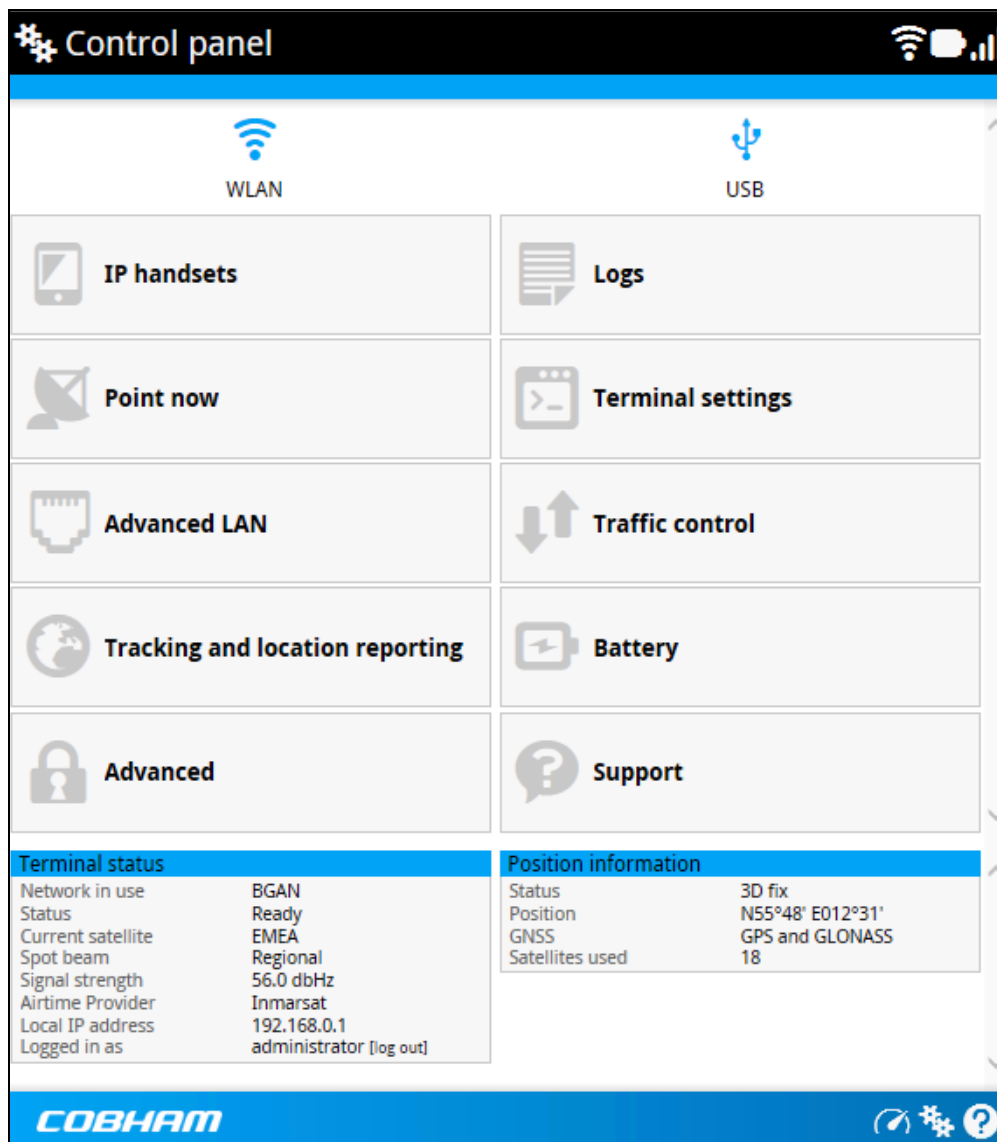 Control panel
WLAN
USB
IP handsets
Logs
Point now
Terminal settings
Advanced LAN
Traffic control
Tracking and location reporting
Battery
Advanced
Support
Terminal status
Network in use BGAN
Status Ready
Current satellite EMEA
Spot beam Regional
Signal strength 56.0 dbHz
Airtime Provider Inmarsat
Local IP address 192.168.0.1
Logged in as administrator [log out]
Position information
Status 3D fix
Position N55°48' E012°31'
GNSS GPS and GLONASS
Satellites used 18
COBHAM